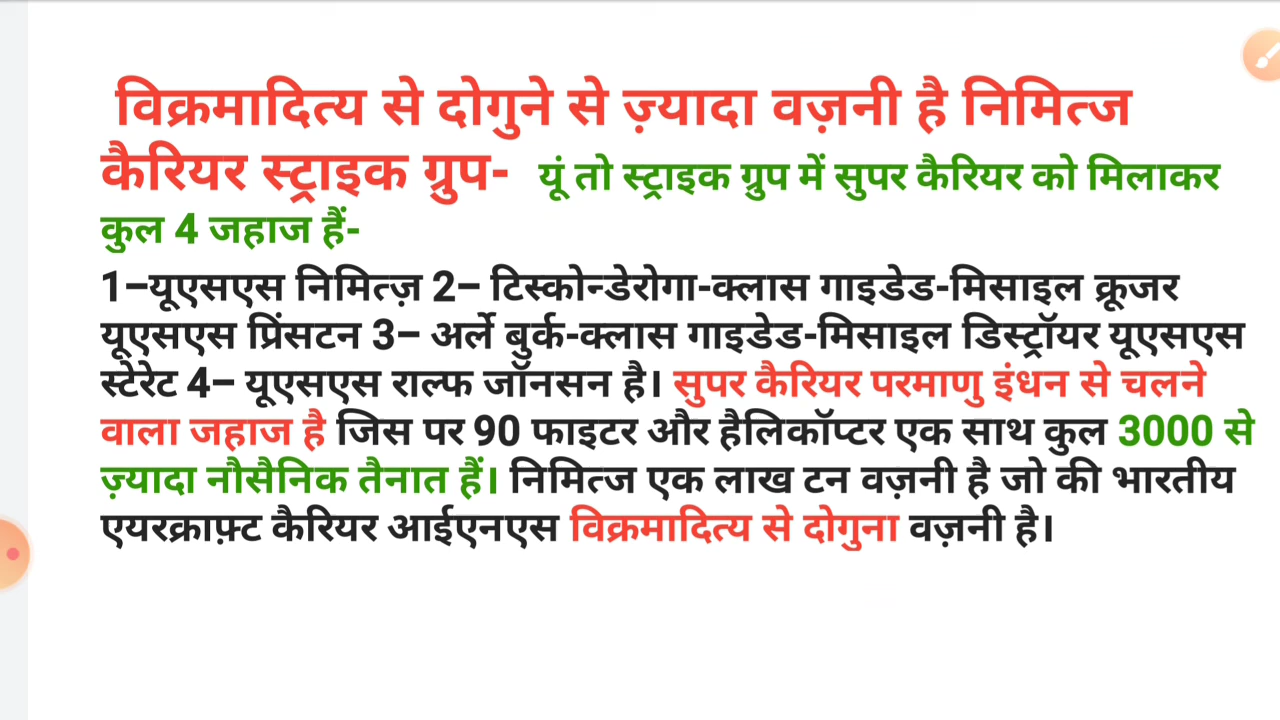 विक्रमादित्य से दोगुने से ज़्यादा वज़नी है निमित्ज
कैरियर स्ट्राइक ग्रुप- यूं तो स्ट्राइक ग्रुप में सुपर कैरियर को मिलाकर
कुल 4 जहाज हैं-
1–यूएसएस निमित्ज़ 2– टिस्कोन्डेरोगा-क्लास गाइडेड-मिसाइल क्रूजर
यूएसएस प्रिंसटन 3– अर्ले बुर्क-क्लास गाइडेड-मिसाइल डिस्ट्रॉयर यूएसएस
स्टेरेट 4– यूएसएस राल्फ जॉनसन है। सुपर कैरियर परमाणु इंधन से चलने
वाला जहाज है जिस पर 90 फाइटर और हैलिकॉप्टर एक साथ कुल 3000 से
ज़्यादा नौसैनिक तैनात हैं। निमित्ज एक लाख टन वज़नी है जो की भारतीय
एयरक्राफ़्ट कैरियर आईएनएस विक्रमादित्य से दोगुना वज़नी है।